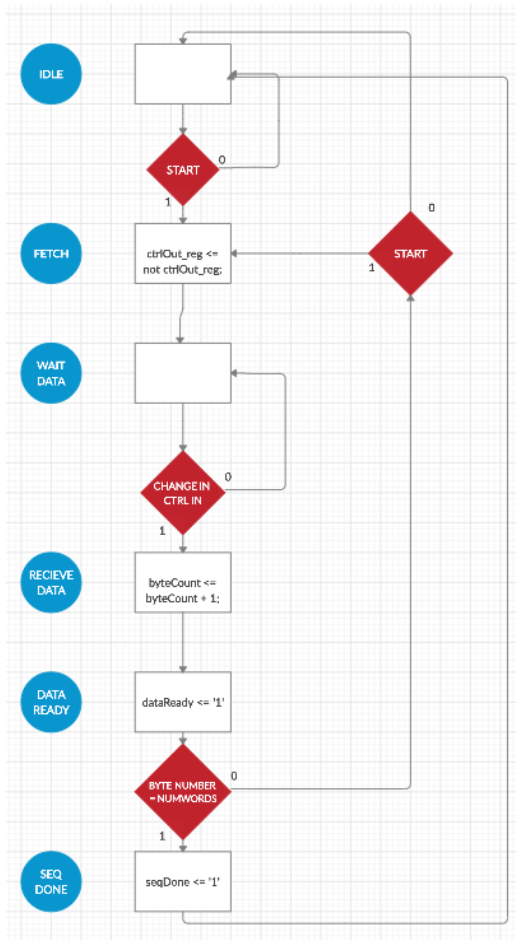 IDLE
START
0
1
FETCH
ctrlOut_reg <=
not ctrlOut_reg;
START
0
1
WAIT
DATA
CHANGE IN
CTRL IN
0
1
RECIEVE
DATA
byteCount <=
byteCount + 1;
DATA
READY
dataReady <= '1'
BYTE NUMBER
= NUMWORDS
0
1
SEQ
DONE
seqDone <= '1'